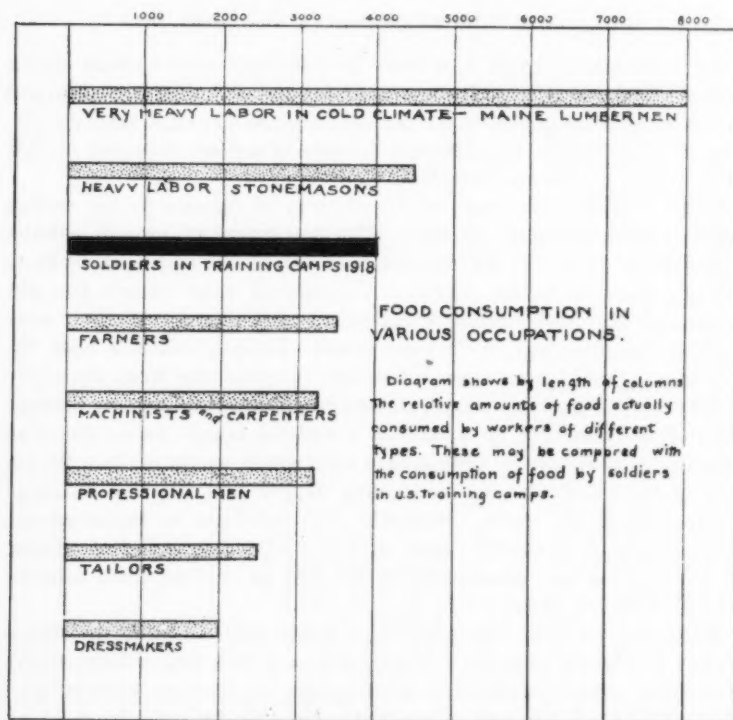 1000 2000 3000 4000 5000 6000 7000 8000
VERY HEAVY LABOR IN COLD CLIMATE— MAINE LUMBERMEN
HEAVY LABOR STONEMASONS
SOLDIERS IN TRAINING CAMPS 1918
FARMERS
MACHINISTS and CARPENTERS
PROFESSIONAL MEN
TAILORS
DRESSMAKERS
FOOD CONSUMPTION IN
VARIOUS OCCUPATIONS.
Diagram shows by length of columns
The relative amounts of food actually
consumed by workers of different
types. These may be compared with
the consumption of food by soldiers
in U.S. Training camps.